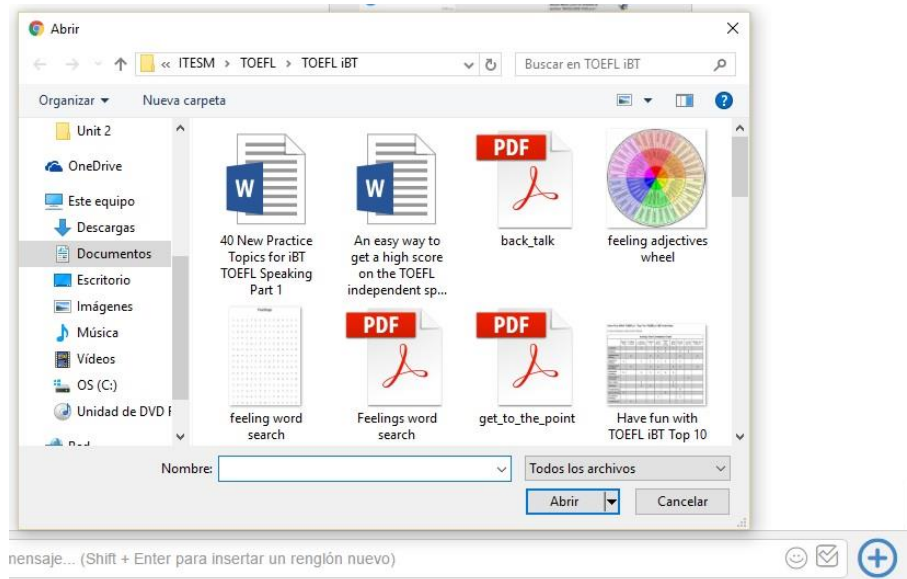 Abrir
« ITESM > TOEFL > TOEFL iBT
Buscar en TOEFL iBT
Organizar
Nueva carpeta
Unit 2
OneDrive
Este equipo
Descargas
Documentos
Escritorio
Imágenes
Música
Vídeos
OS (C:)
Unidad de DVD
W
40 New Practice
Topics for iBT
TOEFL Speaking
Part 1
W
An easy way to
get a high score
on the TOEFL
independent sp...
PDF
back_talk
feeling adjectives
wheel
Feelings
feeling word
search
PDF
Feelings word
search
PDF
get_to_the_point
Have fun with
TOEFL iBT Top 10
Nombre:
Todos los archivos
Abrir
Cancelar
mensaje... (Shift + Enter para insertar un renglón nuevo)